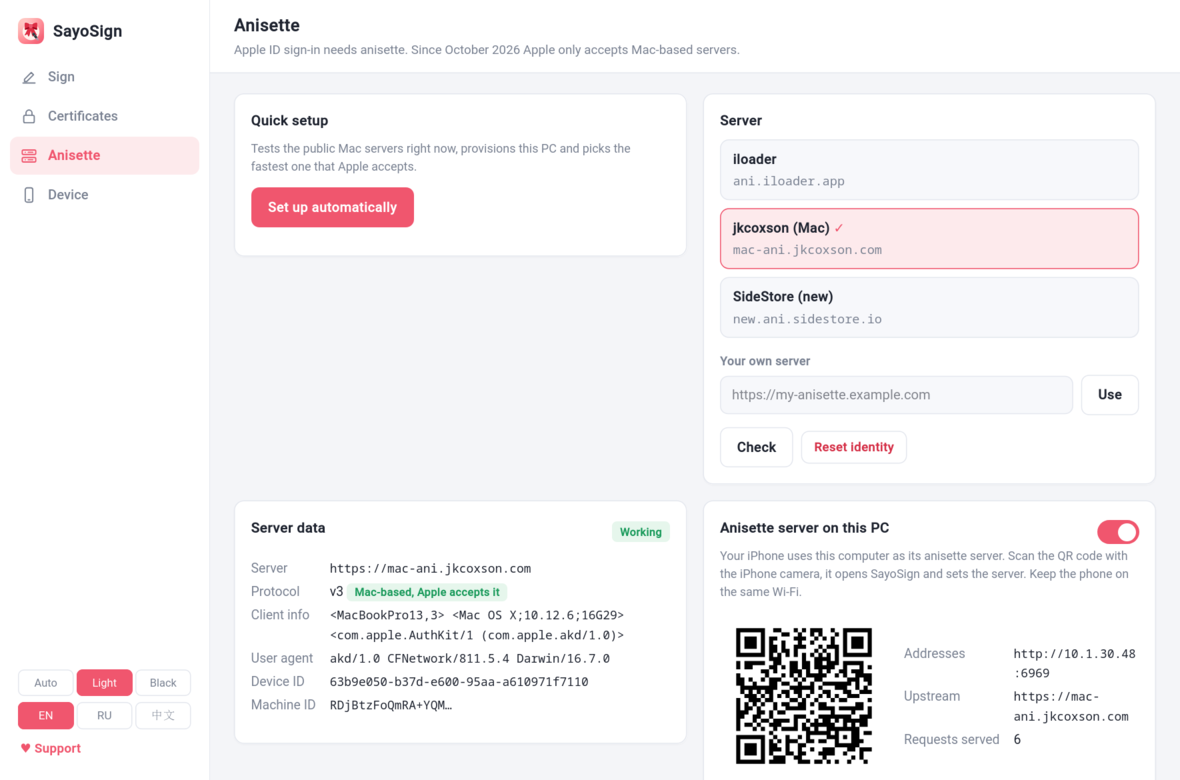 SayoSign
Sign
Certificates
Anisette
Device
Auto
Light
Black
EN
RU
中文
♥ Support
Anisette
Apple ID sign-in needs anisette. Since October 2026 Apple only accepts Mac-based servers.
Quick setup
Tests the public Mac servers right now, provisions this PC and picks the
fastest one that Apple accepts.
Set up automatically
Server
iloader
ani.iloader.app
jkcoxson (Mac) ✓
mac-ani.jkcoxson.com
SideStore (new)
new.ani.sidestore.io
Your own server
https://my-anisette.example.com
Use
Check
Reset identity
Server data
Working
Server https://mac-ani.jkcoxson.com
Protocol v3 Mac-based, Apple accepts it
Client info <MacBookPro13,3> <Mac OS X;10.12.6;16G29>
<com.apple.AuthKit/1 (com.apple.akd/1.0)>
User agent akd/1.0 CFNetwork/811.5.4 Darwin/16.7.0
Device ID 63b9e050-b37d-e600-95aa-a610971f7110
Machine ID RDjBtzFoQmRA+YQM…
Anisette server on this PC
Your iPhone uses this computer as its anisette server. Scan the QR code with
the iPhone camera, it opens SayoSign and sets the server. Keep the phone on
the same Wi-Fi.
Addresses http://10.1.30.48
:6969
Upstream https://mac-
ani.jkcoxson.com
Requests served 6